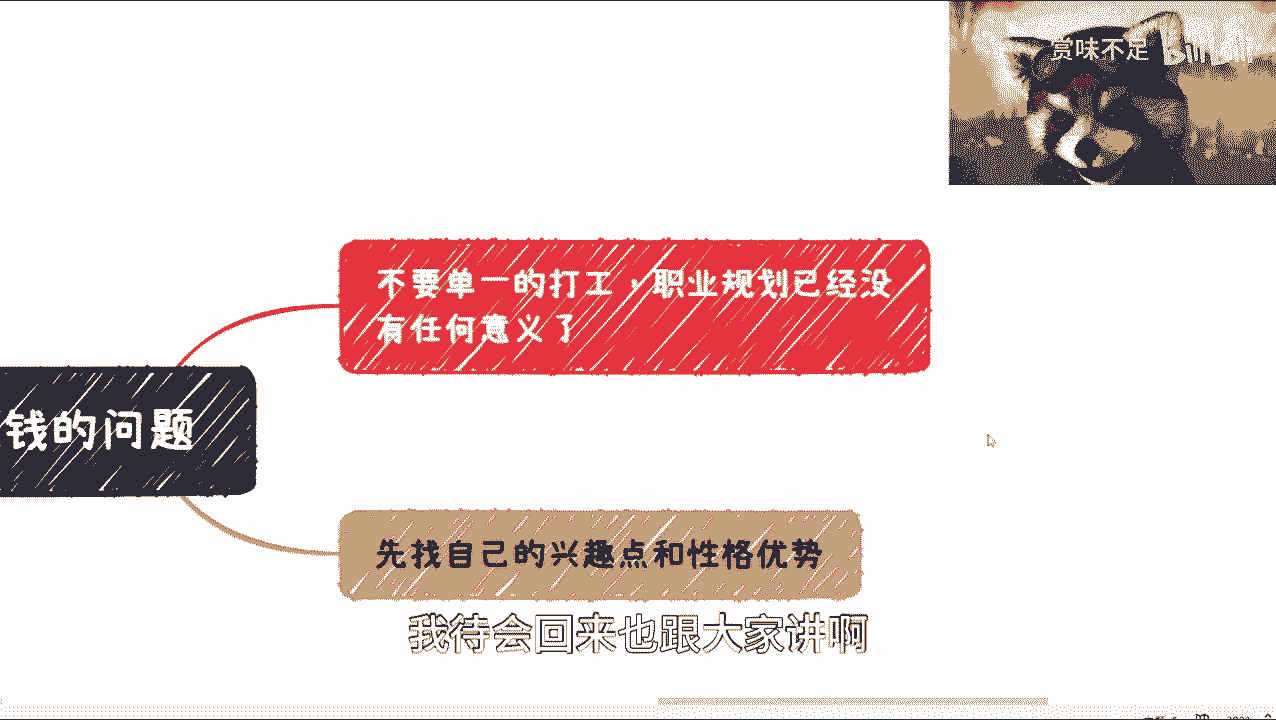 赏味不足 bilibili
不要单一的打工，职业规划已经没
有任何意义了
钱的问题
先找自己的兴趣点和性格优势
我待会回来也跟大家讲啊